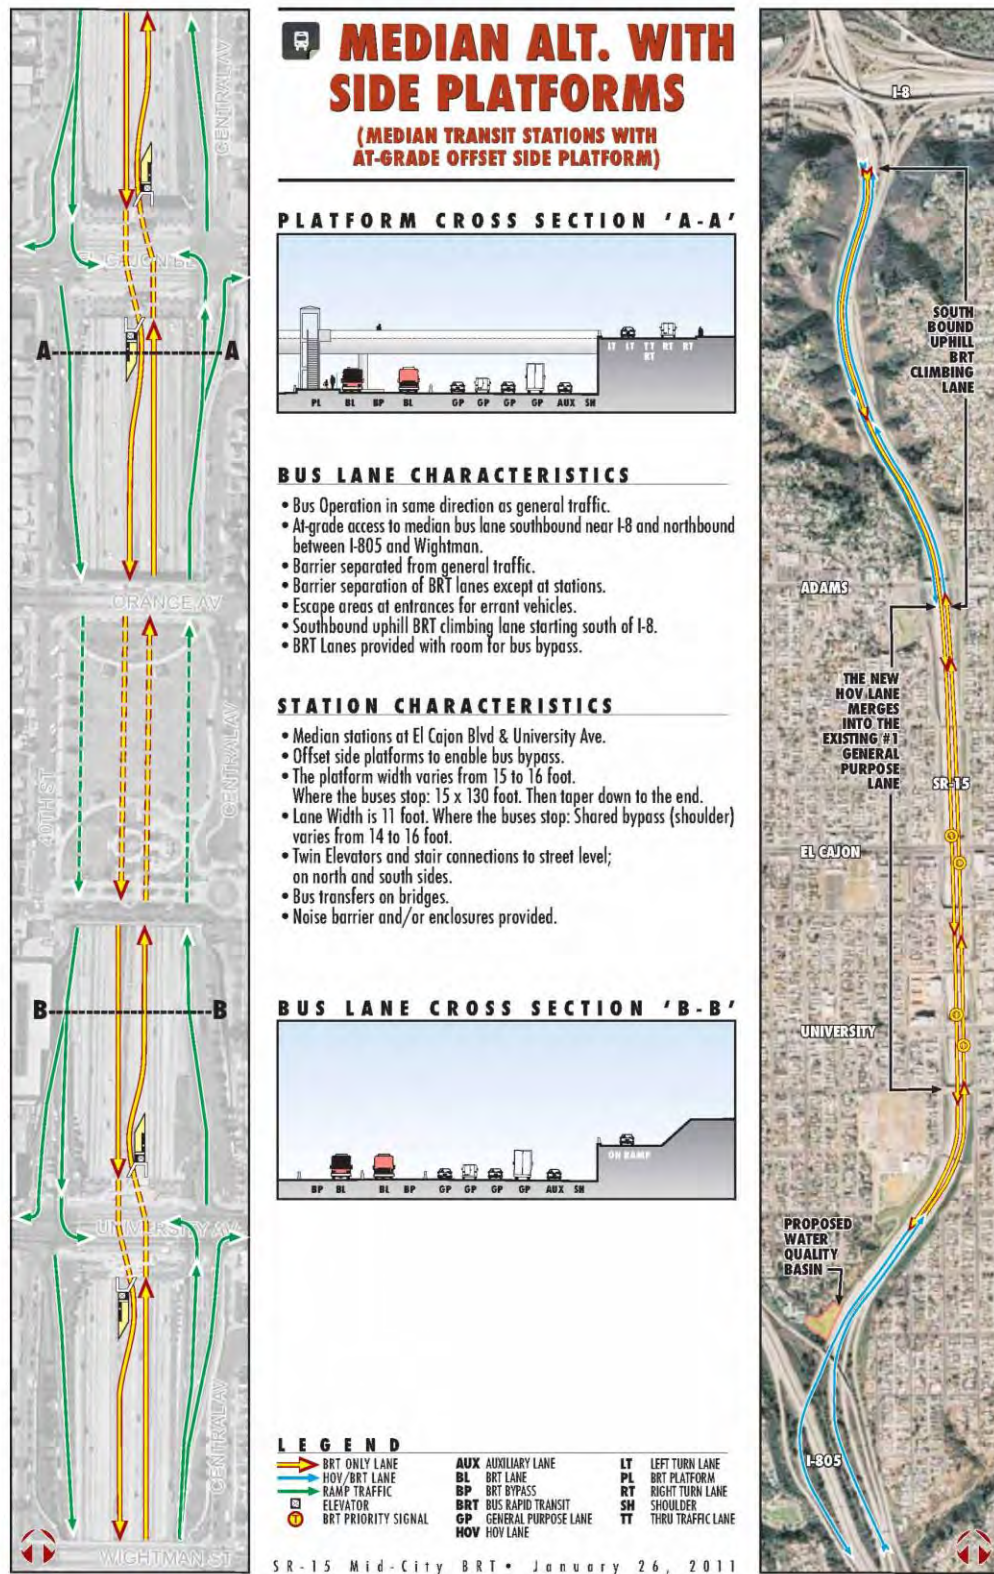 MEDIAN ALT. WITH
SIDE PLATFORMS
(MEDIAN TRANSIT STATIONS WITH
AT-GRADE OFFSET SIDE PLATFORM)
CENTRAL AV
EL CAJON BL
A
A
ORANGE AV
40TH ST
CENTRAL AV
B
B
UNIVERSITY AV
CENTRAL AV
WIGHTMAN ST
PLATFORM CROSS SECTION 'A-A'
LT LT TT RT RT
RT
PL BL BP BL GP GP GP GP AUX SH
BUS LANE CHARACTERISTICS
• Bus Operation in same direction as general traffic.
• At-grade access to median bus lane southbound near I-8 and northbound
between I-805 and Wightman.
• Barrier separated from general traffic.
• Barrier separation of BRT lanes except at stations.
• Escape areas at entrances for errant vehicles.
• Southbound uphill BRT climbing lane starting south of I-8.
• BRT Lanes provided with room for bus bypass.
STATION CHARACTERISTICS
• Median stations at El Cajon Blvd & University Ave.
• Offset side platforms to enable bus bypass.
• The platform width varies from 15 to 16 foot.
Where the buses stop: 15 x 130 foot. Then taper down to the end.
• Lane Width is 11 foot. Where the buses stop: Shared bypass (shoulder)
varies from 14 to 16 foot.
• Twin Elevators and stair connections to street level;
on north and south sides.
• Bus transfers on bridges.
• Noise barrier and/or enclosures provided.
BUS LANE CROSS SECTION 'B-B'
ON RAMP
BP BL BL BP GP GP GP GP AUX SH
LEGEND
BRT ONLY LANE
HOV/BRT LANE
RAMP TRAFFIC
ELEVATOR
T BRT PRIORITY SIGNAL
AUX AUXILIARY LANE
BL BRT LANE
BP BRT BYPASS
BRT BUS RAPID TRANSIT
GP GENERAL PURPOSE LANE
HOV HOV LANE
LT LEFT TURN LANE
PL BRT PLATFORM
RT RIGHT TURN LANE
SH SHOULDER
TT THRU TRAFFIC LANE
SR-15 Mid-City BRT • January 26, 2011
I-8
SOUTH
BOUND
UPHILL
BRT
CLIMBING
LANE
ADAMS
THE NEW
HOV LANE
MERGES
INTO THE
EXISTING #1
GENERAL
PURPOSE
LANE
SR-15
EL CAJON
UNIVERSITY
PROPOSED
WATER
QUALITY
BASIN
I-805